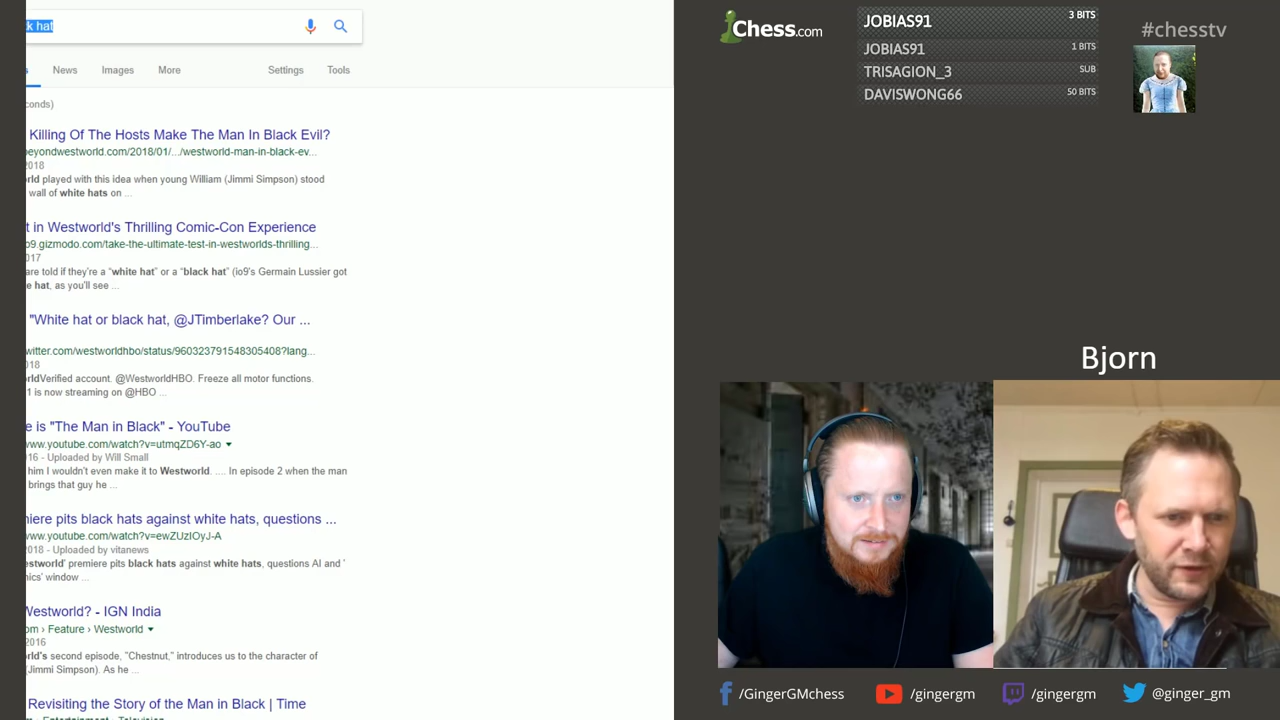 k hat
News Images More Settings Tools
conds)
Killing Of The Hosts Make The Man In Black Evil?
eyondwestworld.com/2018/01/.../westworld-man-in-black-ev...
2018
rld played with this idea when young William (Jimmi Simpson) stood
wall of white hats on ...
t in Westworld's Thrilling Comic-Con Experience
o9.gizmodo.com/take-the-ultimate-test-in-westworlds-thrilling...
017
are told if they're a "white hat" or a "black hat" (io9's Germain Lussier got
e hat, as you'll see ...
"White hat or black hat, @JTimberlake? Our ...
witter.com/westworldhbo/status/960323791548305408?lang...
018
rldVerified account. @WestworldHBO. Freeze all motor functions.
1 is now streaming on @HBO ...
e is "The Man in Black" - YouTube
www.youtube.com/watch?v=utmqZD6Y-ao
016 - Uploaded by Will Small
him I wouldn't even make it to Westworld. .... In episode 2 when the man
brings that guy he ...
niere pits black hats against white hats, questions ...
www.youtube.com/watch?v=ewZUzIOyJ-A
2018 - Uploaded by vitanews
estworld' premiere pits black hats against white hats, questions AI and '
nics' window ...
Westworld? - IGN India
om › Feature › Westworld
2016
rld's second episode, "Chestnut," introduces us to the character of
(Jimmi Simpson). As he ...
Revisiting the Story of the Man in Black | Time
Entertainment › Television
Chess.com
JOBIAS91 3 BITS
JOBIAS91 1 BITS
TRISAGION_3 SUB
DAVISWONG66 50 BITS
#chesstv
Bjorn
/GingerGMchess /gingergm /gingergm @ginger_gm